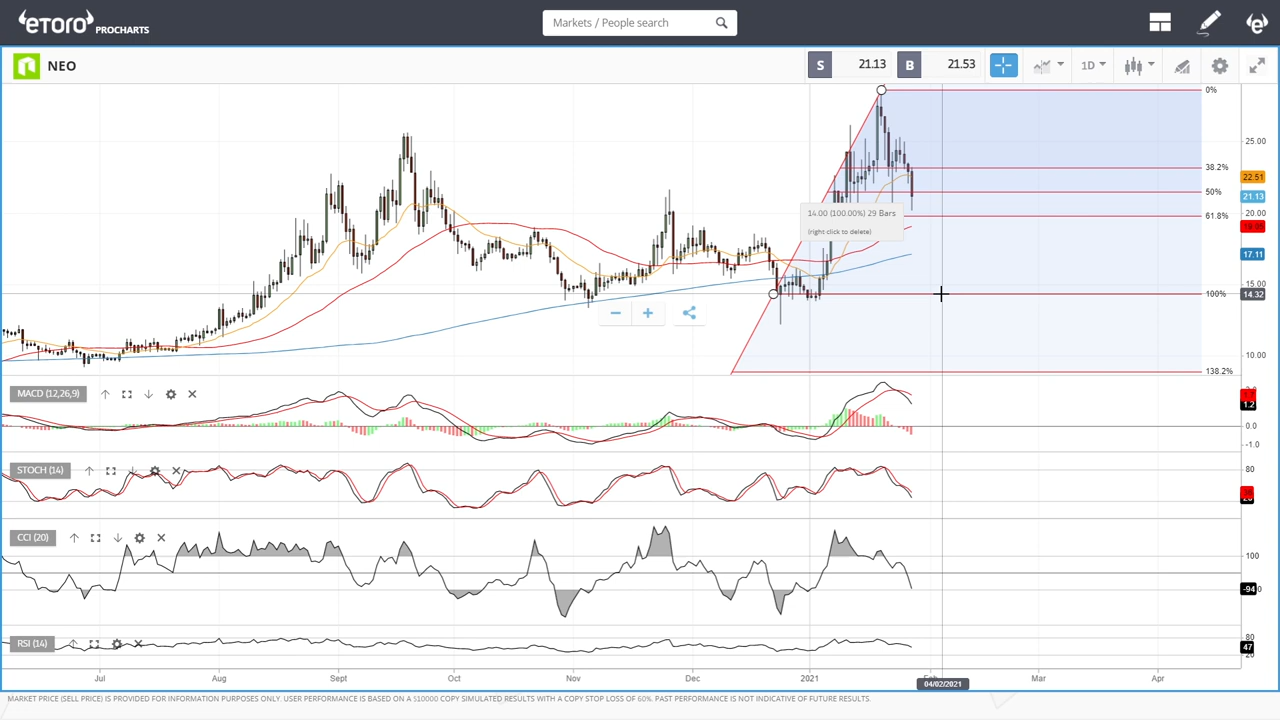 eTORO PROCHARTS
Markets / People search
NEO
S 21.13 B 21.53 1D
0%
25.00
38.2%
22.51
50%
21.13
14.00 (100.00%) 29 Bars
(right click to delete)
20.00
61.8%
17.11
15.00
100%
14.32
10.00
138.2%
MACD (12,26,9)
1.2
0.0
-1.0
STOCH (14)
80
CCI (20)
100
-94
RSI (14)
80
47
Jul Aug Sept Oct Nov Dec 2021 Mar Apr
04/02/2021
MARKET PRICE (SELL PRICE) IS PROVIDED FOR INFORMATION PURPOSES ONLY. USER PERFORMANCE IS BASED ON A $10000 COPY SIMULATED RESULTS WITH A COPY STOP LOSS OF 60%. PAST PERFORMANCE IS NOT INDICATIVE OF FUTURE RESULTS.